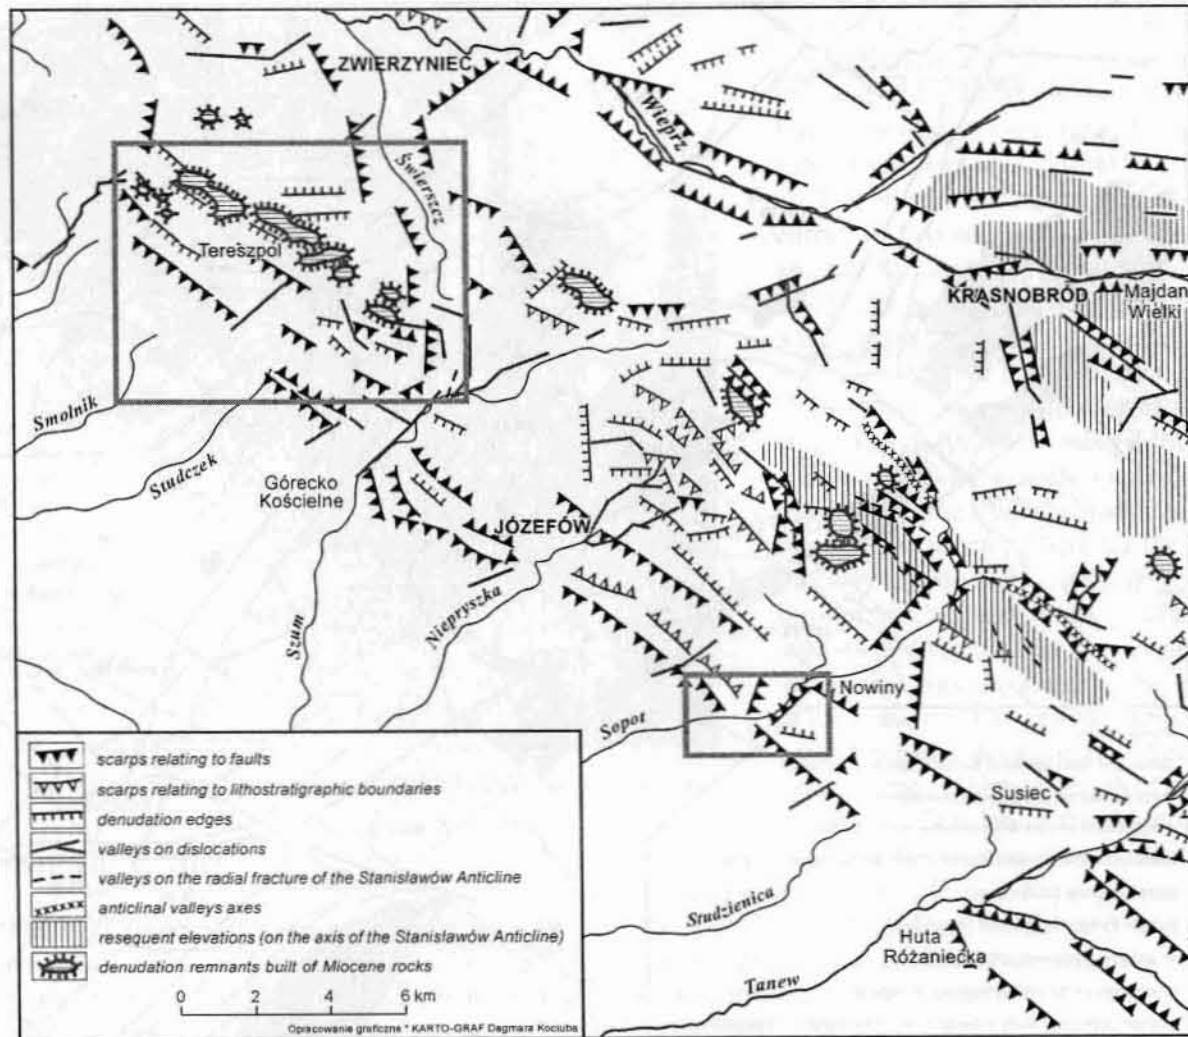 ZWIERZYNIEC
Wieprz
Świerszcz
Tereszpol
KRASNOBRÓD
Majdan
Wielki
Smolnik
Studczek
Górecko
Kościelne
JÓZEFÓW
Szum
Niepryszka
Nowiny
Sopot
Susiec
Studzienica
Huta
Różaniecka
Tanew
scarps relating to faults
scarps relating to lithostratigraphic boundaries
denudation edges
valleys on dislocations
valleys on the radial fracture of the Stanisławów Anticline
anticlinal valleys axes
resequent elevations (on the axis of the Stanisławów Anticline)
denudation remnants built of Miocene rocks
0 2 4 6 km
Opracowanie graficzne * KARTO-GRAF Dagmara Kociuba